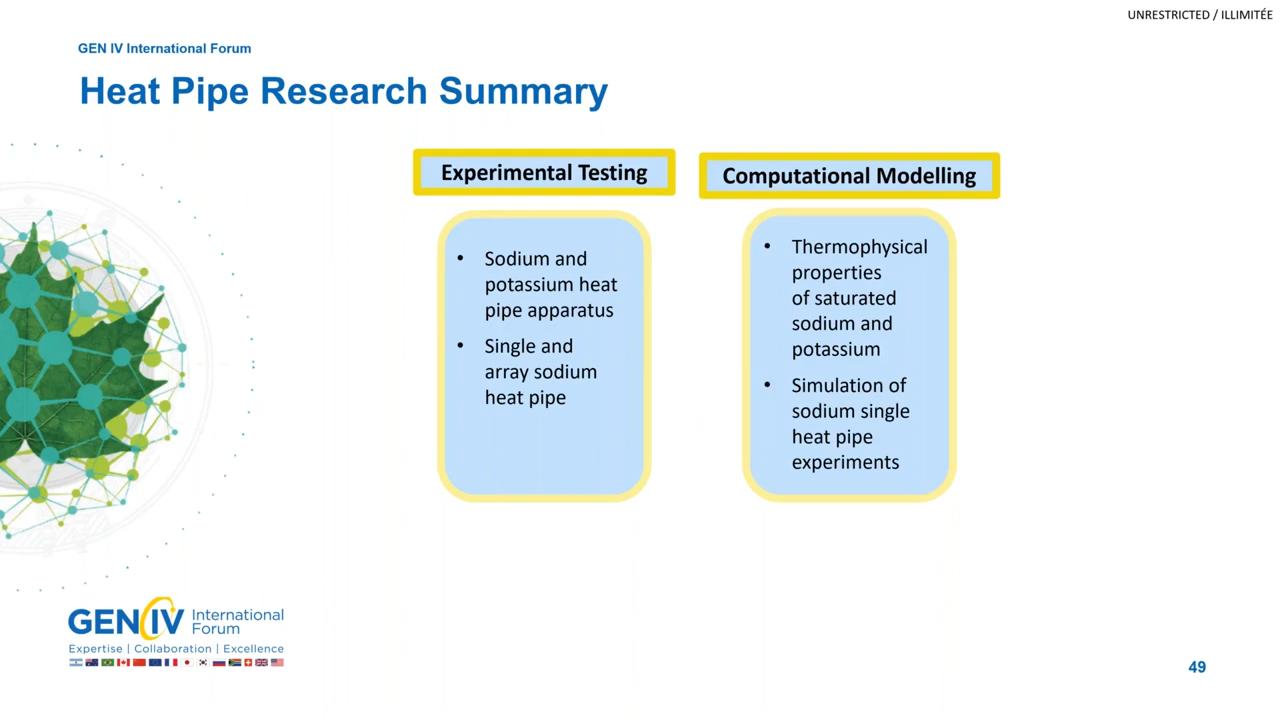 UNRESTRICTED / ILLIMITÉE
GEN IV International Forum
Heat Pipe Research Summary
Experimental Testing
• Sodium and
potassium heat
pipe apparatus
• Single and
array sodium
heat pipe
Computational Modelling
• Thermophysical
properties
of saturated
sodium and
potassium
• Simulation of
sodium single
heat pipe
experiments
GEN IV International
Forum
Expertise | Collaboration | Excellence
49